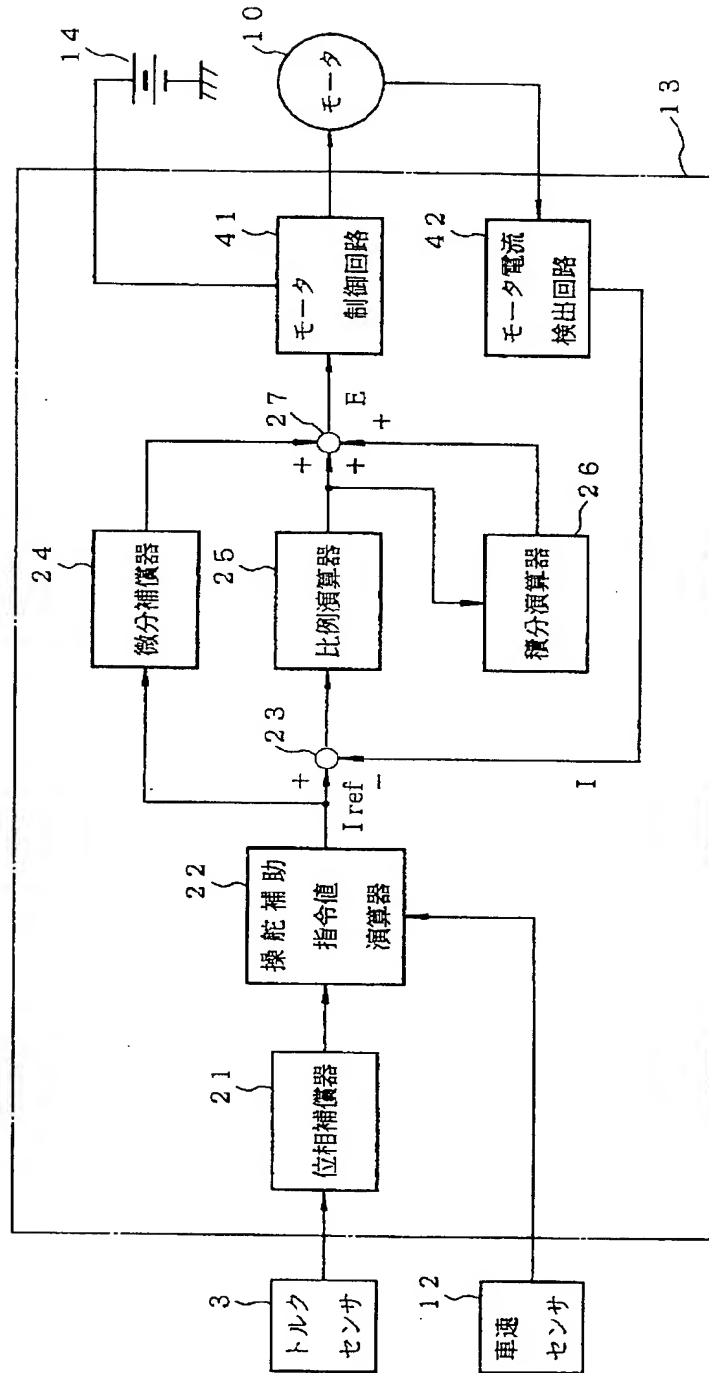 14
10
モータ
13
41
モータ
制御回路
42
モータ電流
検出回路
27
E
+
+
+
24
微分補償器
25
比例演算器
26
積分演算器
23
+
Iref
-
I
22
操舵補助
指令値
演算器
21
位相補償器
3
トルク
センサ
12
車速
センサ